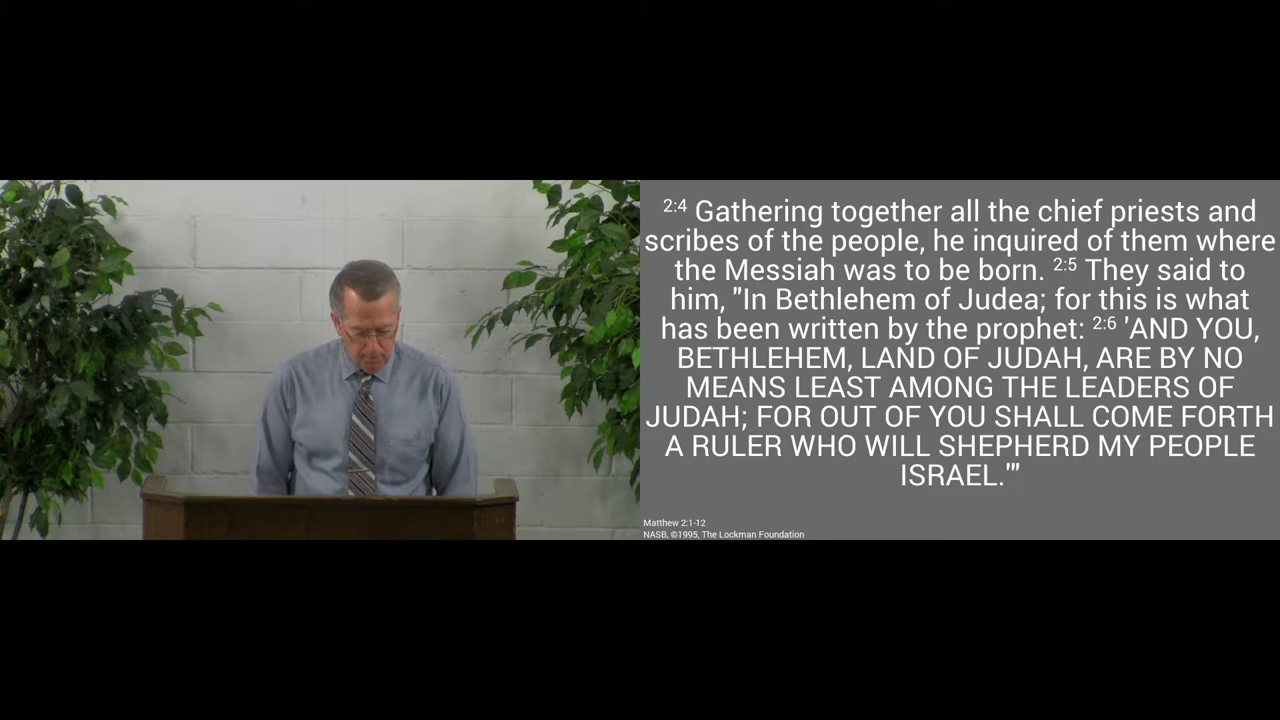 2:4 Gathering together all the chief priests and
scribes of the people, he inquired of them where
the Messiah was to be born. 2:5 They said to
him, "In Bethlehem of Judea; for this is what
has been written by the prophet: 2:6 'AND YOU,
BETHLEHEM, LAND OF JUDAH, ARE BY NO
MEANS LEAST AMONG THE LEADERS OF
JUDAH; FOR OUT OF YOU SHALL COME FORTH
A RULER WHO WILL SHEPHERD MY PEOPLE
ISRAEL.'"
Matthew 2:1-12
NASB, ©1995, The Lockman Foundation